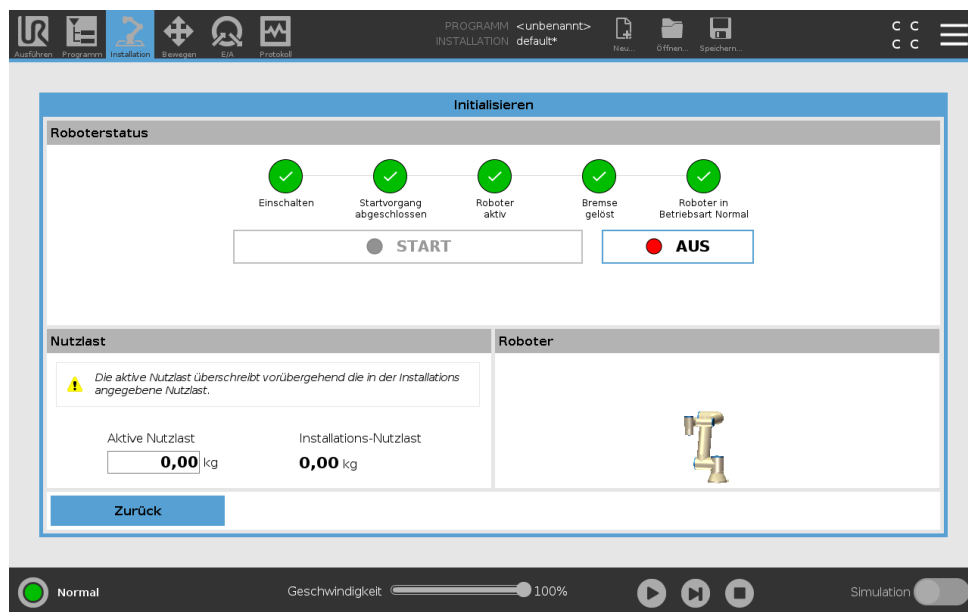 UR
PROGRAMM <unbenannt>
INSTALLATION default*
Ausführen Programm Installation Bewegen E/A Protokoll
Neu... Öffnen... Speichern...
C C
C C
Initialisieren
Roboterstatus
Einschalten
Startvorgang
abgeschlossen
Roboter
aktiv
Bremse
gelöst
Roboter in
Betriebsart Normal
START
AUS
Nutzlast
Roboter
Die aktive Nutzlast überschreibt vorübergehend die in der Installations
angegebene Nutzlast.
Aktive Nutzlast
0,00 kg
Installations-Nutzlast
0,00 kg
Zurück
Normal
Geschwindigkeit 100%
Simulation